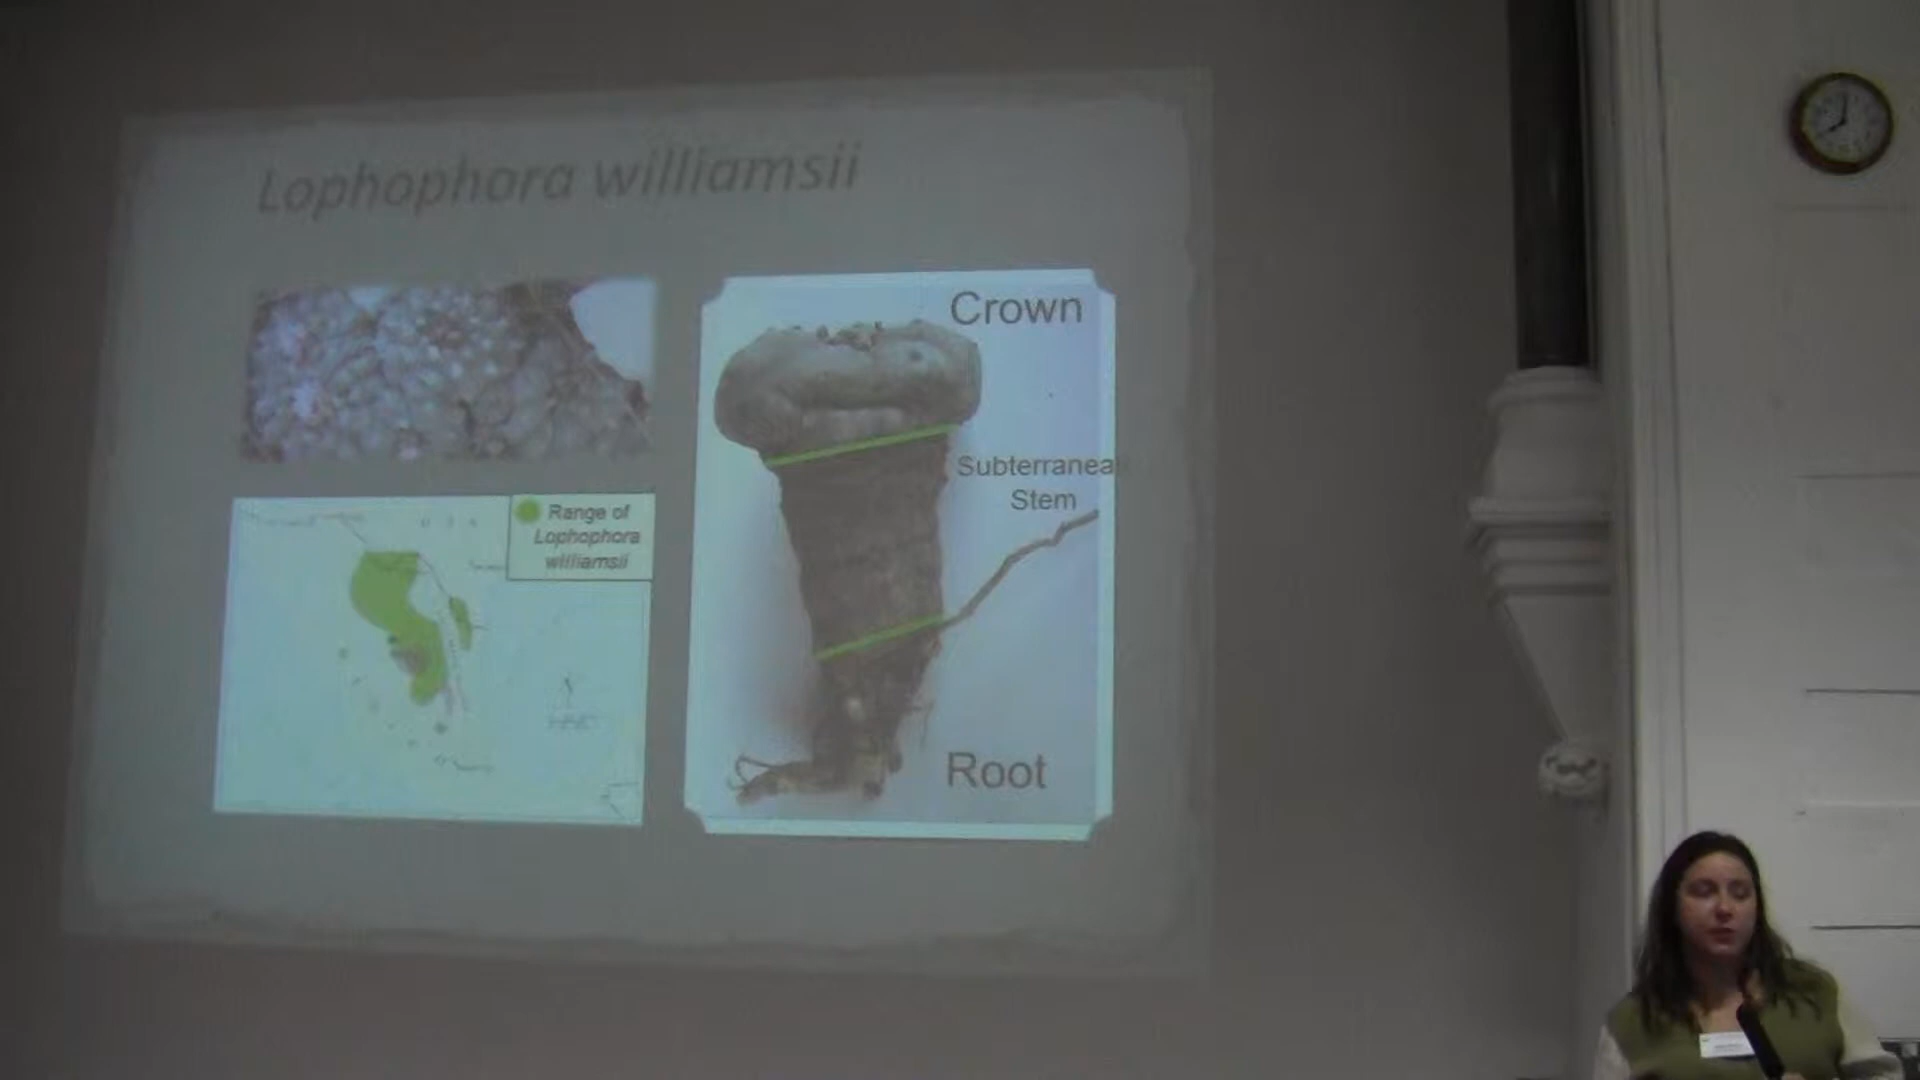 Lophophora williamsii
Crown
Subterranea
Stem
Range of
Lophophora
williamsii
Root